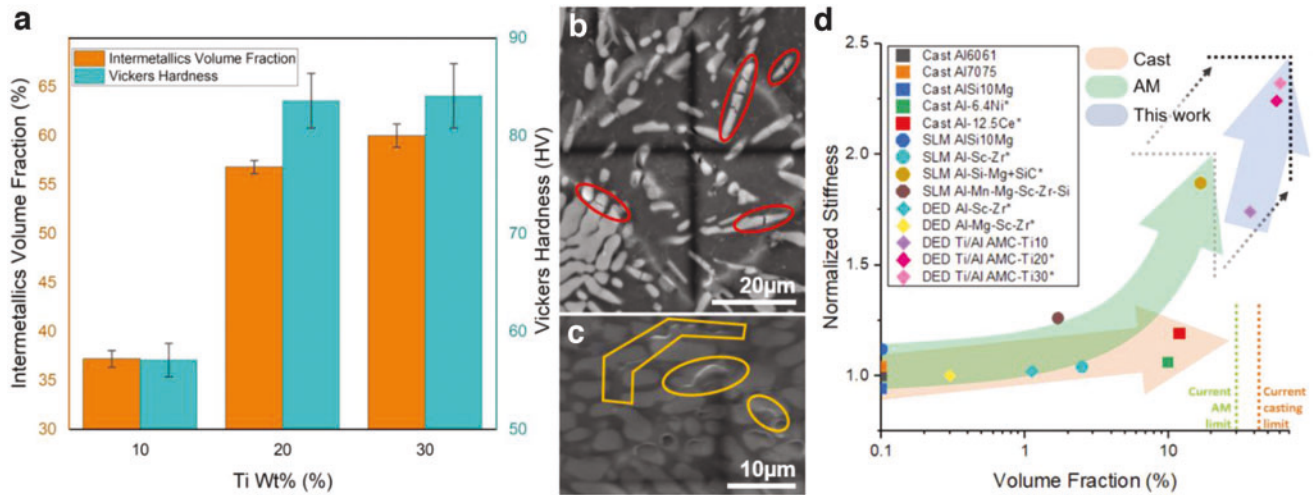 a
Intermetallics Volume Fraction (%)
65
60
55
50
45
40
35
30
Intermetallics Volume Fraction
Vickers Hardness
90
80
70
60
50
Vickers Hardness (HV)
10
20
30
Ti Wt% (%)
b
20μm
c
10μm
d
Normalized Stiffness
2.5
2.0
1.5
1.0
Cast Al6061
Cast Al7075
Cast AlSi10Mg
Cast Al-6.4Ni*
Cast Al-12.5Ce*
SLM AlSi10Mg
SLM Al-Sc-Zr*
SLM Al-Si-Mg+SiC*
SLM Al-Mn-Mg-Sc-Zr-Si
DED Al-Sc-Zr*
DED Al-Mg-Sc-Zr*
DED Ti/Al AMC-Ti10
DED Ti/Al AMC-Ti20*
DED Ti/Al AMC-Ti30*
Cast
AM
This work
Current
AM
limit
Current
casting
limit
0.1
1
10
Volume Fraction (%)